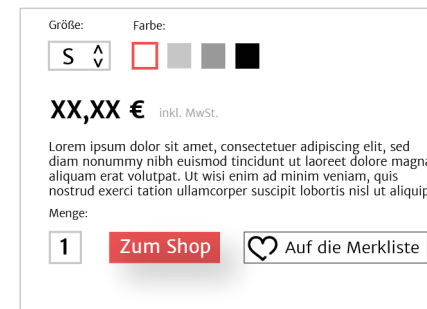 Größe: Farbe:
S
XX,XX € inkl. MwSt.
Lorem ipsum dolor sit amet, consectetuer adipiscing elit, sed
diam nonummy nibh euismod tincidunt ut laoreet dolore magna
aliquam erat volutpat. Ut wisi enim ad minim veniam, quis
nostrud exerci tation ullamcorper suscipit lobortis nisl ut aliquip
Menge:
1 Zum Shop Auf die Merkliste